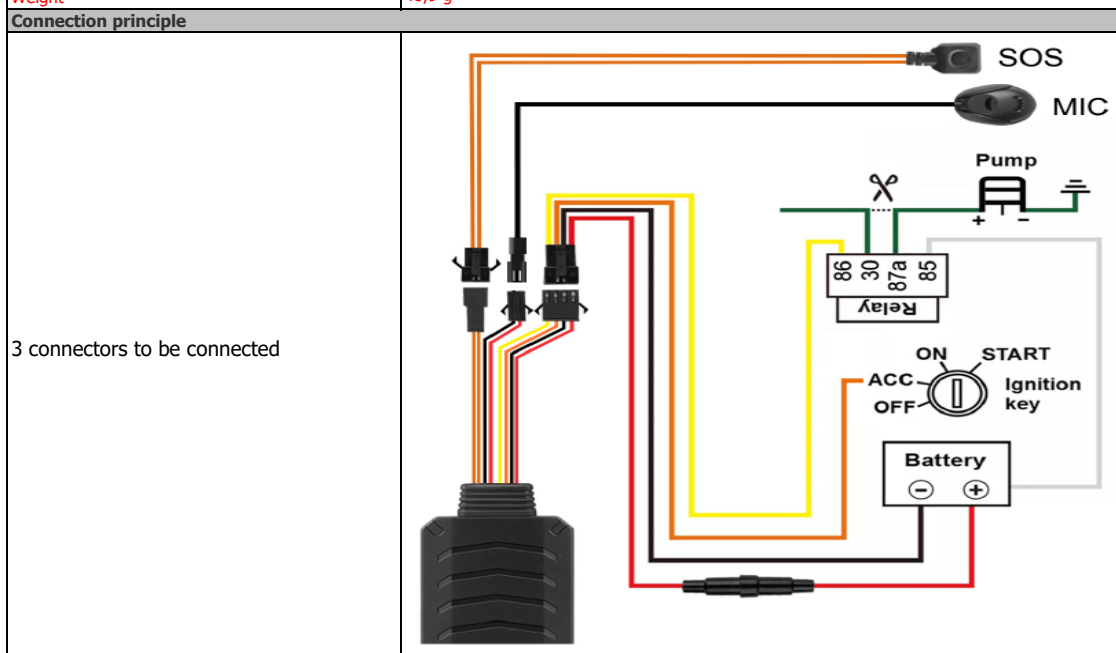 Weight
Connection principle
3 connectors to be connected
SOS
MIC
Pump
+ -
86
30
87a
85
Relay
ON
START
ACC
OFF
Ignition
key
Battery
- +